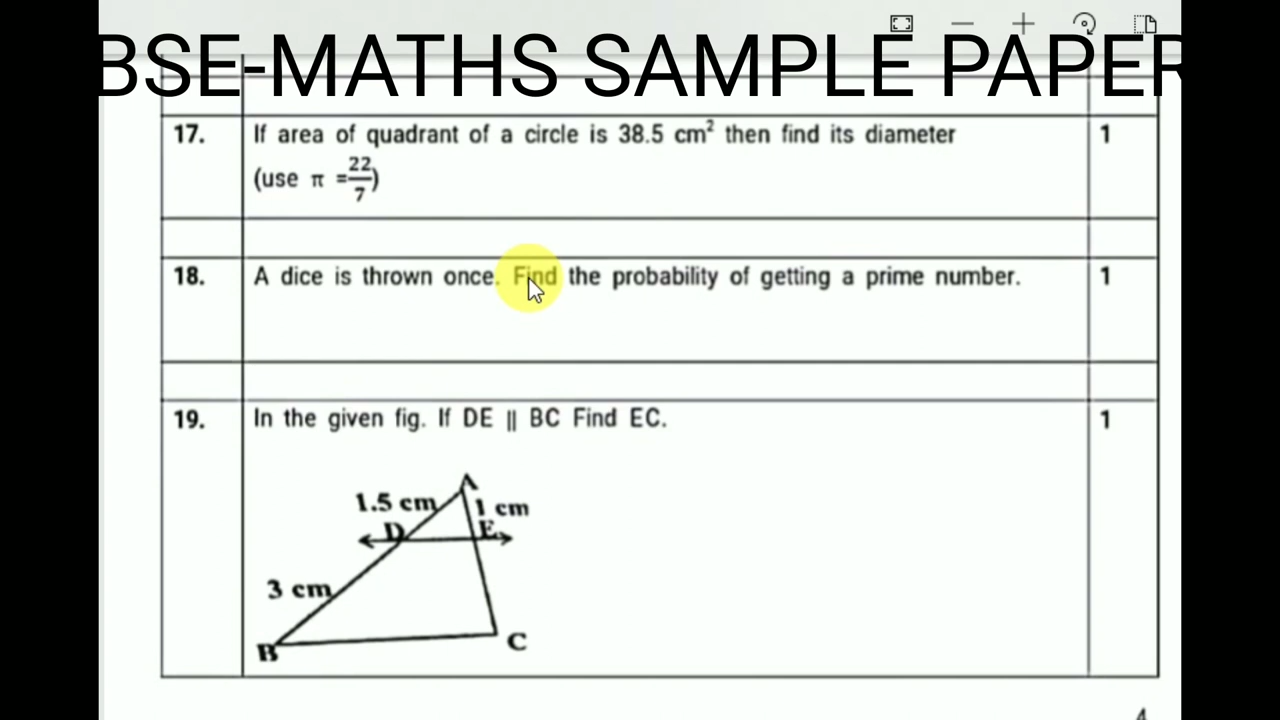 BSE-MATHS SAMPLE PAPER
17. If area of quadrant of a circle is 38.5 cm² then find its diameter 1
(use π =22/7)
18. A dice is thrown once. Find the probability of getting a prime number. 1
19. In the given fig. If DE || BC Find EC. 1
A
1.5 cm 1 cm
D E
3 cm
B C